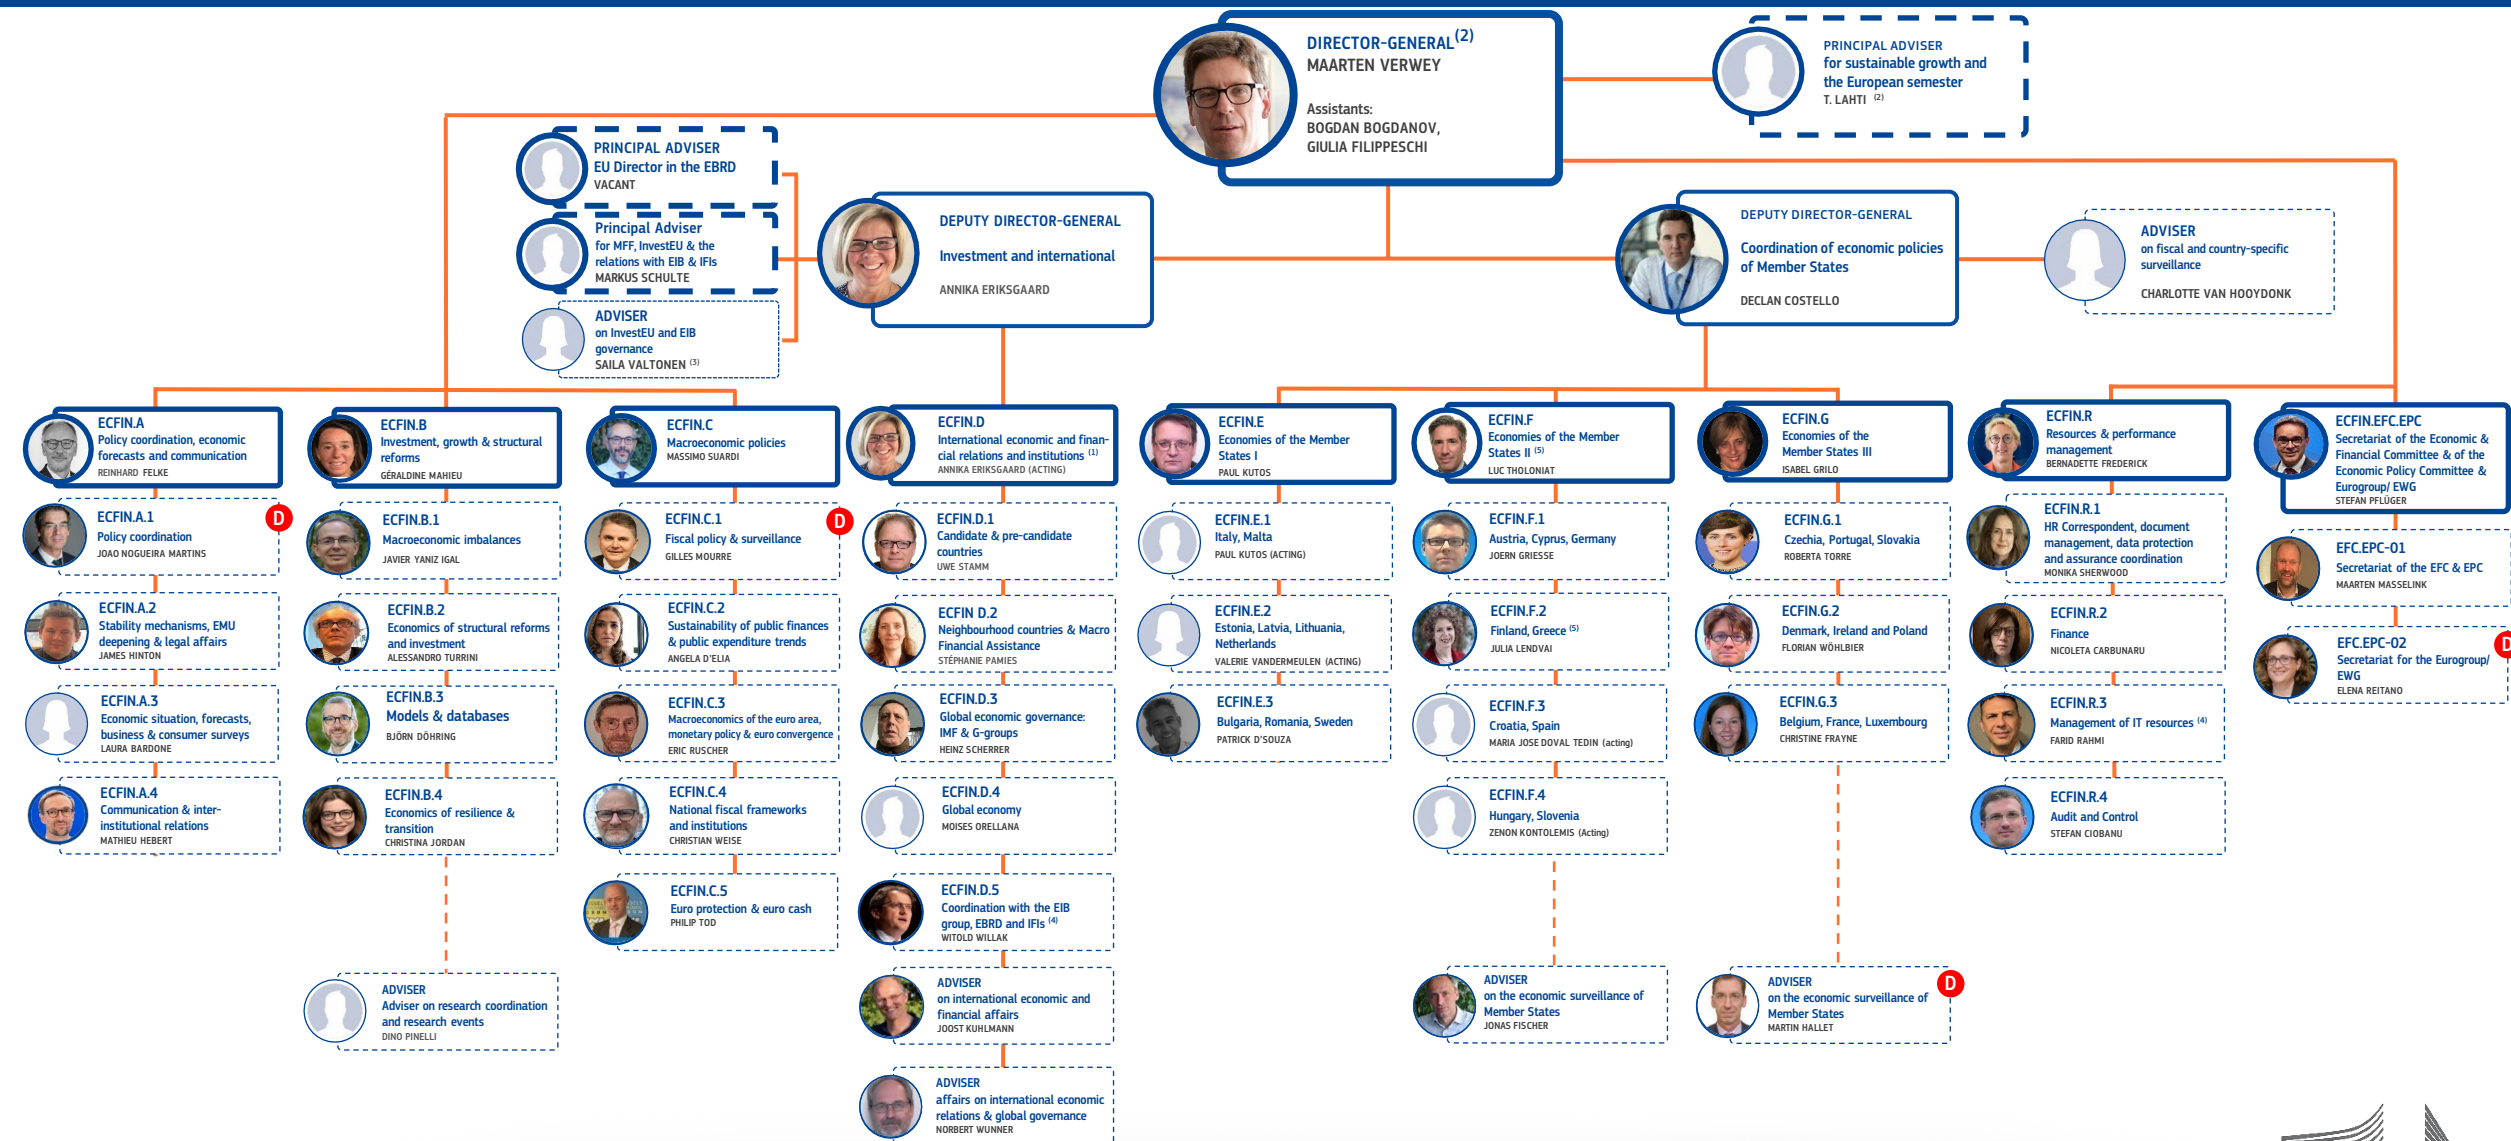 DIRECTOR-GENERAL(2)
MAARTEN VERWEY
Assistants:
BOGDAN BOGDANOV,
GIULIA FILIPPESCHI
PRINCIPAL ADVISER
for sustainable growth and
the European semester
T. LAHTI (2)
PRINCIPAL ADVISER
EU Director in the EBRD
VACANT
Principal Adviser
for MFF, InvestEU & the
relations with EIB & IFIs
MARKUS SCHULTE
ADVISER
on InvestEU and EIB
governance
SAILA VALTONEN (3)
DEPUTY DIRECTOR-GENERAL
Investment and international
ANNIKA ERIKSGAARD
DEPUTY DIRECTOR-GENERAL
Coordination of economic policies
of Member States
DECLAN COSTELLO
ADVISER
on fiscal and country-specific
surveillance
CHARLOTTE VAN HOOYDONK
ECFIN.A
Policy coordination, economic
forecasts and communication
REINHARD FELKE
ECFIN.A.1
Policy coordination
JOAO NOGUEIRA MARTINS
D
ECFIN.A.2
Stability mechanisms, EMU
deepening & legal affairs
JAMES HINTON
ECFIN.A.3
Economic situation, forecasts,
business & consumer surveys
LAURA BARDONE
ECFIN.A.4
Communication & inter-
institutional relations
MATHIEU HEBERT
ECFIN.B
Investment, growth & structural
reforms
GÉRALDINE MAHIEU
ECFIN.B.1
Macroeconomic imbalances
JAVIER YANIZ IGAL
ECFIN.B.2
Economics of structural reforms
and investment
ALESSANDRO TURRINI
ECFIN.B.3
Models & databases
BJÖRN DÖHRING
ECFIN.B.4
Economics of resilience &
transition
CHRISTINA JORDAN
ADVISER
Adviser on research coordination
and research events
DINO PINELLI
ECFIN.C
Macroeconomic policies
MASSIMO SUARDI
ECFIN.C.1
Fiscal policy & surveillance
GILLES MOURRE
D
ECFIN.C.2
Sustainability of public finances
& public expenditure trends
ANGELA D'ELIA
ECFIN.C.3
Macroeconomics of the euro area,
monetary policy & euro convergence
ERIC RUSCHER
ECFIN.C.4
National fiscal frameworks
and institutions
CHRISTIAN WEISE
ECFIN.C.5
Euro protection & euro cash
PHILIP TOD
ECFIN.D
International economic and finan-
cial relations and institutions (1)
ANNIKA ERIKSGAARD (ACTING)
ECFIN.D.1
Candidate & pre-candidate
countries
UWE STAMM
ECFIN D.2
Neighbourhood countries & Macro
Financial Assistance
STÉPHANIE PAMIES
ECFIN.D.3
Global economic governance:
IMF & G-groups
HEINZ SCHERRER
ECFIN.D.4
Global economy
MOISES ORELLANA
ECFIN.D.5
Coordination with the EIB
group, EBRD and IFIs (4)
WITOLD WILLAK
ADVISER
on international economic and
financial affairs
JOOST KUHLMANN
ADVISER
affairs on international economic
relations & global governance
NORBERT WUNNER
ECFIN.E
Economies of the Member
States I
PAUL KUTOS
ECFIN.E.1
Italy, Malta
PAUL KUTOS (ACTING)
ECFIN.E.2
Estonia, Latvia, Lithuania,
Netherlands
VALERIE VANDERMEULEN (ACTING)
ECFIN.E.3
Bulgaria, Romania, Sweden
PATRICK D'SOUZA
ECFIN.F
Economies of the Member
States II (5)
LUC THOLONIAT
ECFIN.F.1
Austria, Cyprus, Germany
JOERN GRIESSE
ECFIN.F.2
Finland, Greece (5)
JULIA LENDVAI
ECFIN.F.3
Croatia, Spain
MARIA JOSE DOVAL TEDIN (acting)
ECFIN.F.4
Hungary, Slovenia
ZENON KONTOLEMIS (Acting)
ADVISER
on the economic surveillance of
Member States
JONAS FISCHER
ECFIN.G
Economies of the
Member States III
ISABEL GRILO
ECFIN.G.1
Czechia, Portugal, Slovakia
ROBERTA TORRE
ECFIN.G.2
Denmark, Ireland and Poland
FLORIAN WÖHLBIER
ECFIN.G.3
Belgium, France, Luxembourg
CHRISTINE FRAYNE
ADVISER
on the economic surveillance of
Member States
MARTIN HALLET
D
ECFIN.R
Resources & performance
management
BERNADETTE FREDERICK
ECFIN.R.1
HR Correspondent, document
management, data protection
and assurance coordination
MONIKA SHERWOOD
ECFIN.R.2
Finance
NICOLETA CARBUNARU
ECFIN.R.3
Management of IT resources (4)
FARID RAHMI
ECFIN.R.4
Audit and Control
STEFAN CIOBANU
ECFIN.EFC.EPC
Secretariat of the Economic &
Financial Committee & of the
Economic Policy Committee &
Eurogroup/ EWG
STEFAN PFLÜGER
EFC.EPC-01
Secretariat of the EFC & EPC
MAARTEN MASSELINK
EFC.EPC-02
Secretariat for the Eurogroup/
EWG
ELENA REITANO
D